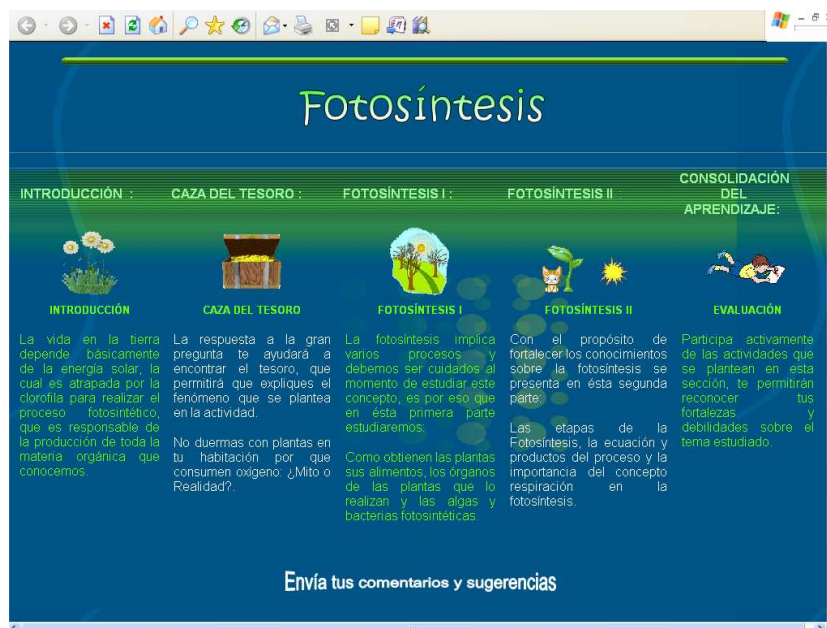 Fotosíntesis
INTRODUCCIÓN :
CAZA DEL TESORO :
FOTOSÍNTESIS I :
FOTOSÍNTESIS II :
CONSOLIDACIÓN
DEL
APRENDIZAJE:
INTRODUCCIÓN
La vida en la tierra
depende básicamente
de la energía solar, la
cual es atrapada por la
clorofila para realizar el
proceso fotosintético,
que es responsable de
la producción de toda la
materia orgánica que
conocemos.
CAZA DEL TESORO
La respuesta a la gran
pregunta te ayudará a
encontrar el tesoro, que
permitirá que expliques el
fenómeno que se plantea
en la actividad.
No duermas con plantas en
tu habitación por que
consumen oxígeno: ¿Mito o
Realidad?.
FOTOSÍNTESIS I
La fotosíntesis implica
varios procesos y
debemos ser cuidados al
momento de estudiar este
concepto, es por eso que
en ésta primera parte
estudiaremos:
Como obtienen las plantas
sus alimentos, los órganos
de las plantas que lo
realizan y las algas y
bacterias fotosintéticas.
FOTOSÍNTESIS II
Con el propósito de
fortalecer los conocimientos
sobre la fotosíntesis se
presenta en ésta segunda
parte:
Las etapas de la
Fotosíntesis, la ecuación y
productos del proceso y la
importancia del concepto
respiración en la
fotosíntesis.
EVALUACIÓN
Participa activamente
de las actividades que
se plantean en esta
sección, te permitirán
reconocer tus
fortalezas y
debilidades sobre el
tema estudiado.
Envía tus comentarios y sugerencias